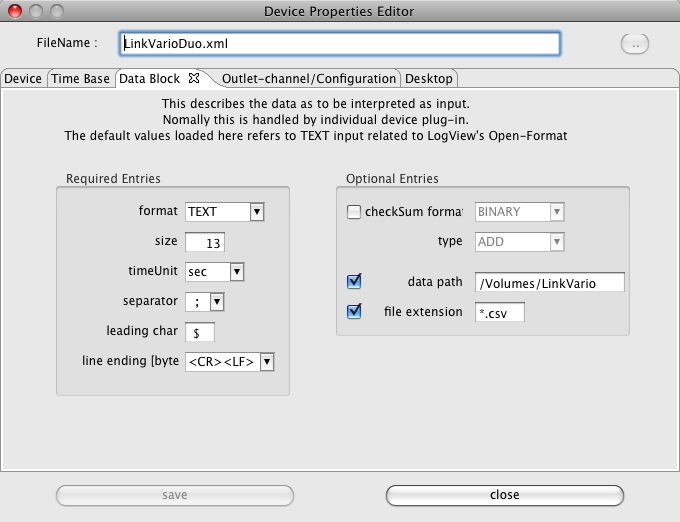 Device Properties Editor
FileName :
LinkVarioDuo.xml
..
Device Time Base Data Block Outlet-channel/Configuration Desktop
This describes the data as to be interpreted as input.
Nomally this is handled by individual device plug-in.
The default values loaded here refers to TEXT input related to LogView's Open-Format
Required Entries
format TEXT
size 13
timeUnit sec
separator ;
leading char $
line ending [byte <CR><LF>
Optional Entries
checkSum format BINARY
type ADD
data path /Volumes/LinkVario
file extension *.csv
save
close